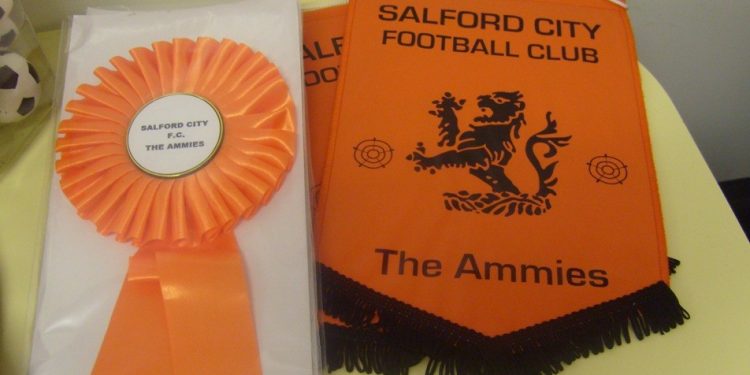 SALFORD CITY
F.C.
THE AMMIES
SALFORD CITY
FOOTBALL CLUB
The Ammies